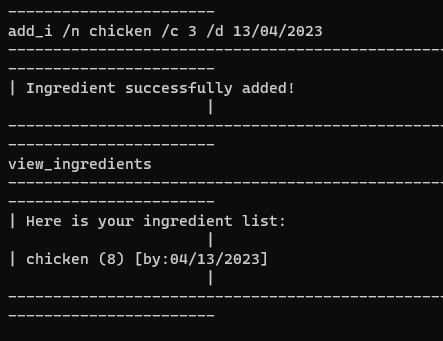 -----------------------
add_i /n chicken /c 3 /d 13/04/2023
------------------------------------------------
-----------------------
| Ingredient successfully added!
|
------------------------------------------------
-----------------------
view_ingredients
------------------------------------------------
-----------------------
| Here is your ingredient list:
|
| chicken (8) [by:04/13/2023]
|
------------------------------------------------
-----------------------